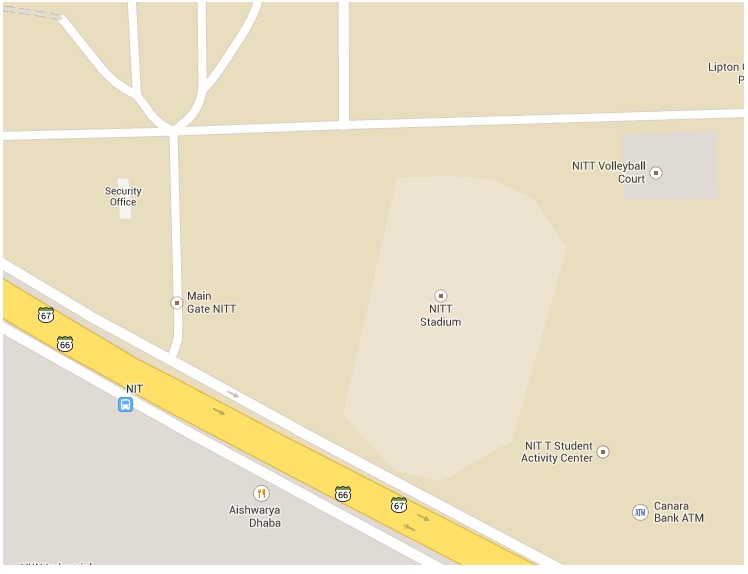 Lipton
NITT Volleyball
Court
Security
Office
Main
Gate NITT
NITT
Stadium
67
66
NIT
NIT T Student
Activity Center
66
67
Aishwarya
Dhaba
ATM
Canara
Bank ATM